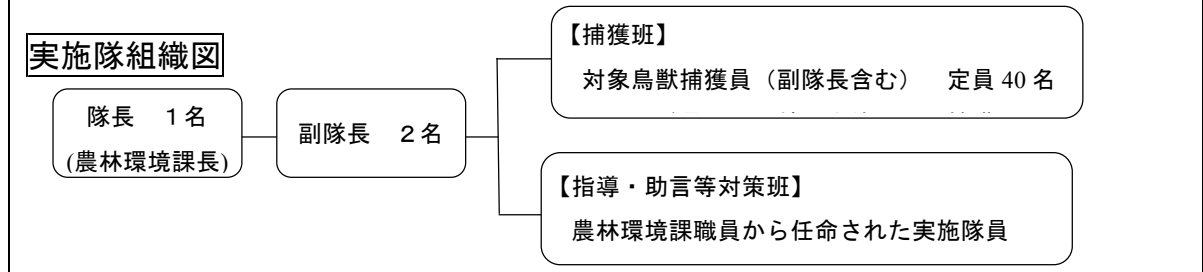 実施隊組織図
隊長　１名
(農林環境課長)
副隊長　２名
【捕獲班】
対象鳥獣捕獲員（副隊長含む）　定員 40 名
【指導・助言等対策班】
農林環境課職員から任命された実施隊員